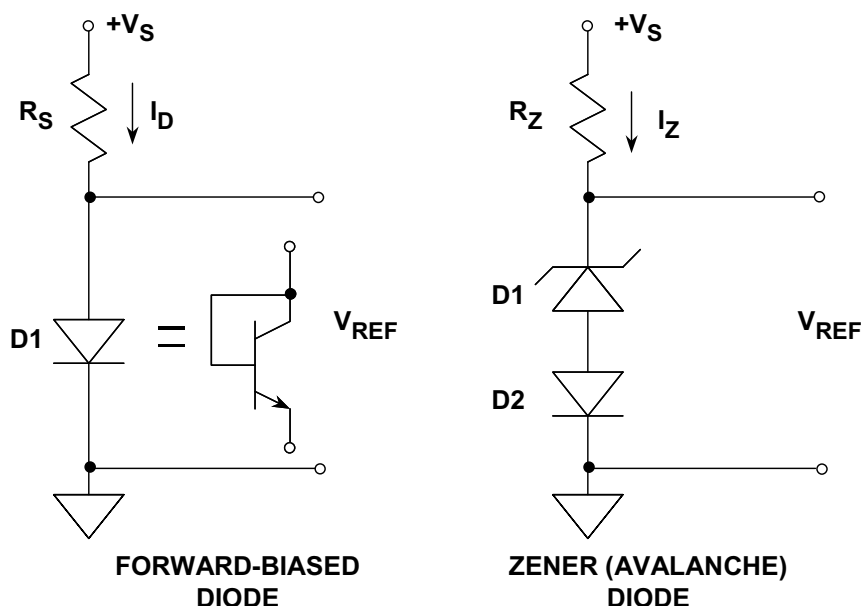 +VS
RS
ID
D1
VREF
FORWARD-BIASED
DIODE
+VS
RZ
IZ
D1
D2
VREF
ZENER (AVALANCHE)
DIODE